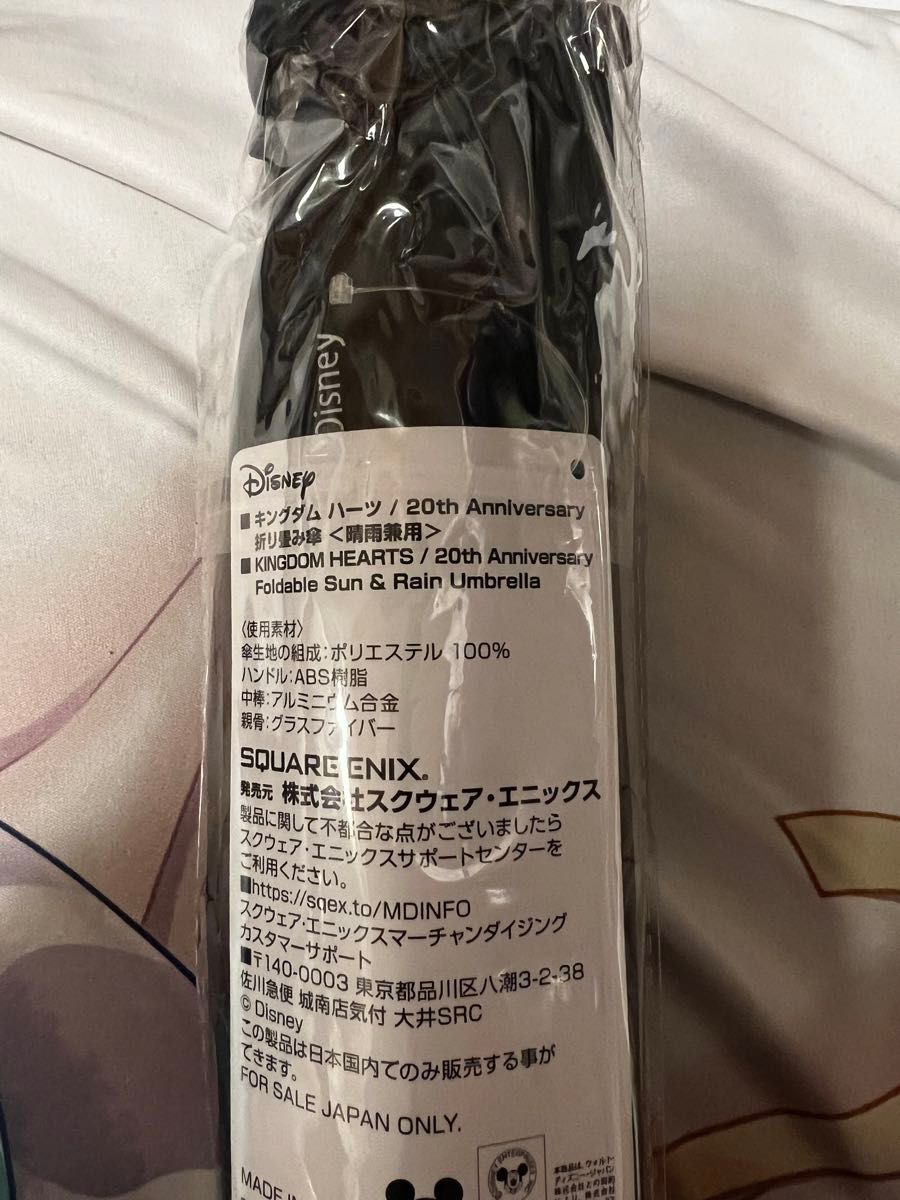 Disney
Disney
■キングダム ハーツ / 20th Anniversary
折り畳み傘 <晴雨兼用>
■KINGDOM HEARTS / 20th Anniversary
Foldable Sun & Rain Umbrella
〈使用素材〉
傘生地の組成:ポリエステル 100%
ハンドル:ABS樹脂
中棒:アルミニウム合金
親骨:グラスファイバー
SQUARE ENIX®
発売元 株式会社スクウェア・エニックス
製品に関して不都合な点がございましたら
スクウェア・エニックスサポートセンターを
ご利用ください。
■https://sqex.to/MDINFO
スクウェア・エニックスマーチャンダイジング
カスタマーサポート
■〒140-0003 東京都品川区八潮3-2-38
佐川急便 城南店気付 大井SRC
© Disney
この製品は日本国内でのみ販売する事が
できます。
FOR SALE JAPAN ONLY.
MADE IN
本商品は、ウォルト・
ディズニー・ジャパン
株式会社との契約